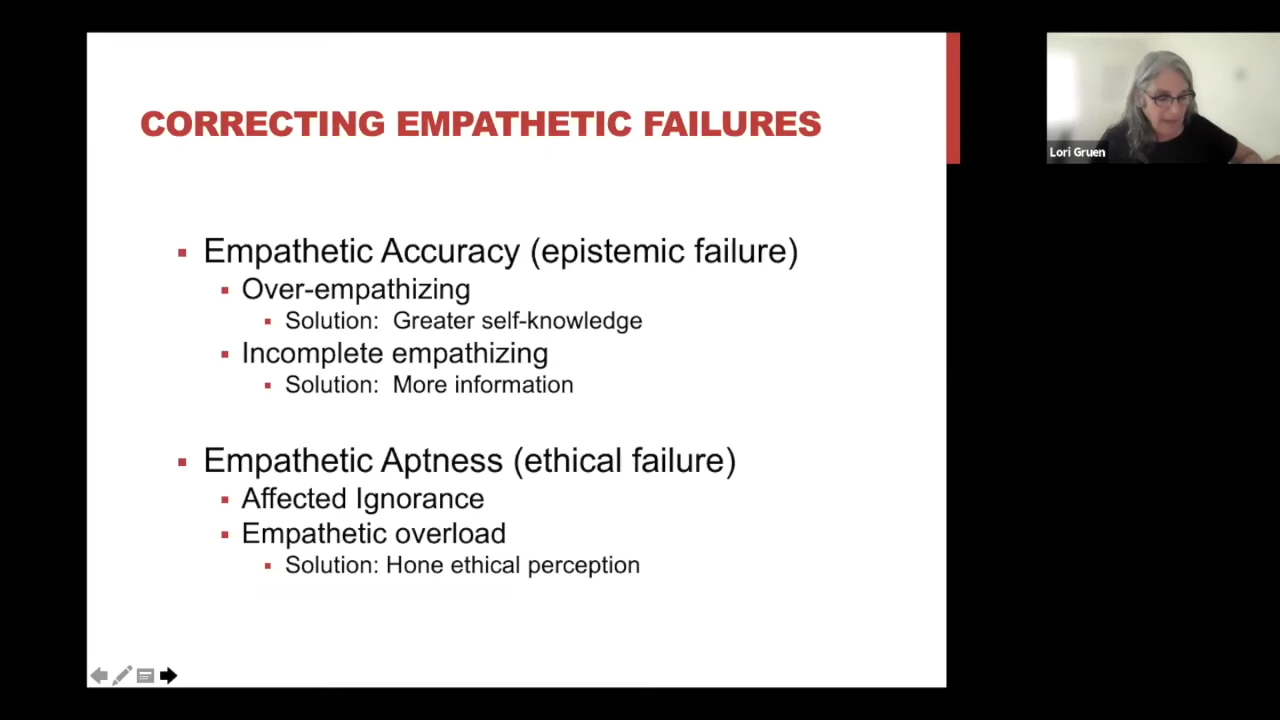 CORRECTING EMPATHETIC FAILURES
Empathetic Accuracy (epistemic failure)
Over-empathizing
Solution: Greater self-knowledge
Incomplete empathizing
Solution: More information
Empathetic Aptness (ethical failure)
Affected Ignorance
Empathetic overload
Solution: Hone ethical perception
Lori Gruen